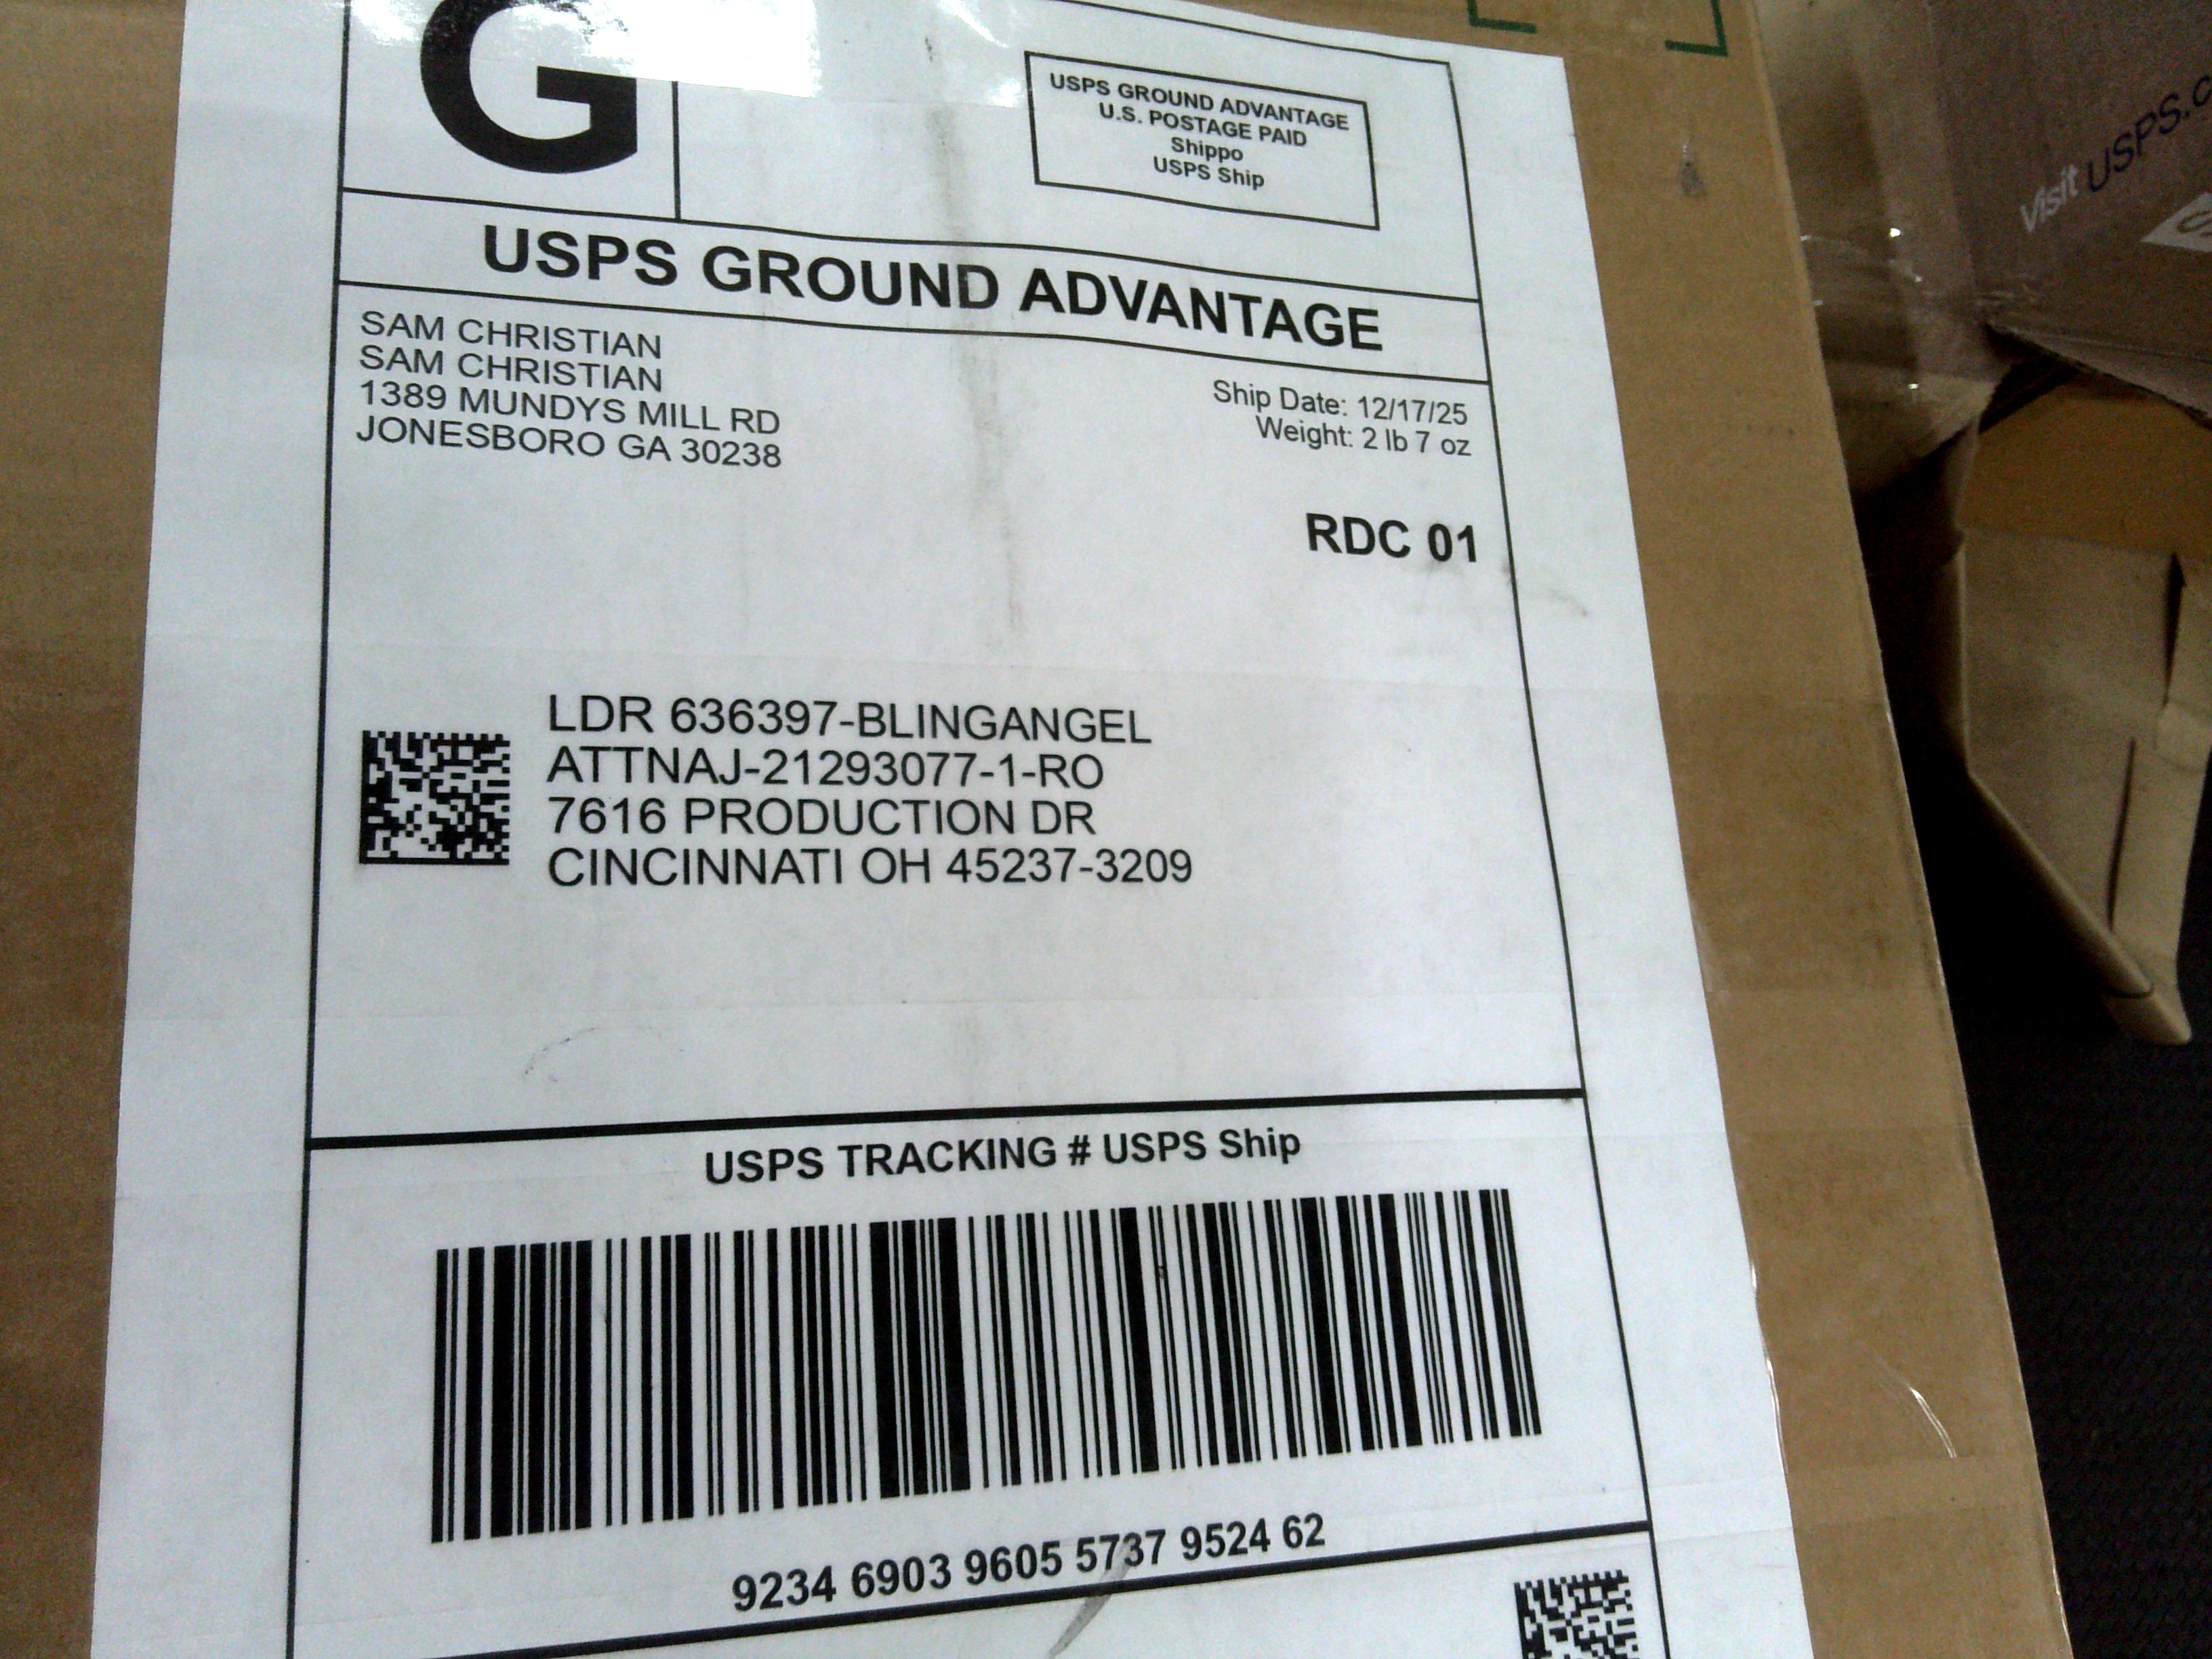 G
USPS GROUND ADVANTAGE
U.S. POSTAGE PAID
Shippo
USPS Ship
USPS GROUND ADVANTAGE
SAM CHRISTIAN
SAM CHRISTIAN
1389 MUNDYS MILL RD
JONESBORO GA 30238
Ship Date: 12/17/25
Weight: 2 lb 7 oz
RDC 01
LDR 636397-BLINGANGEL
ATTNAJ-21293077-1-RO
7616 PRODUCTION DR
CINCINNATI OH 45237-3209
USPS TRACKING # USPS Ship
9234 6903 9605 5737 9524 62
Visit USPS.c